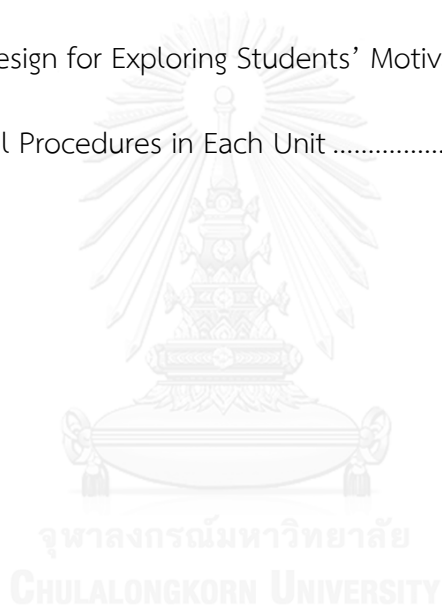 esign for Exploring Students’ Motiv
l Procedures in Each Unit ................
จุฬาลงกรณ์มหาวิทยาลัย
CHULALONGKORN UNIVERSITY